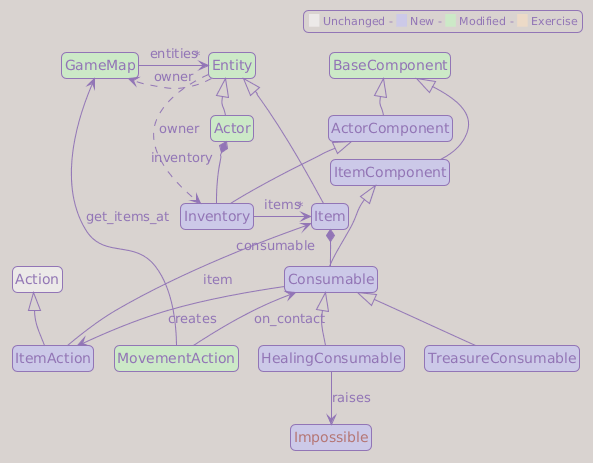 Unchanged - New - Modified - Exercise
entities *
GameMap Entity BaseComponent
owner
owner Actor ActorComponent
inventory
ItemComponent
items *
get_items_at Inventory Item
consumable
Action item Consumable
creates on_contact
ItemAction MovementAction HealingConsumable TreasureConsumable
raises
Impossible